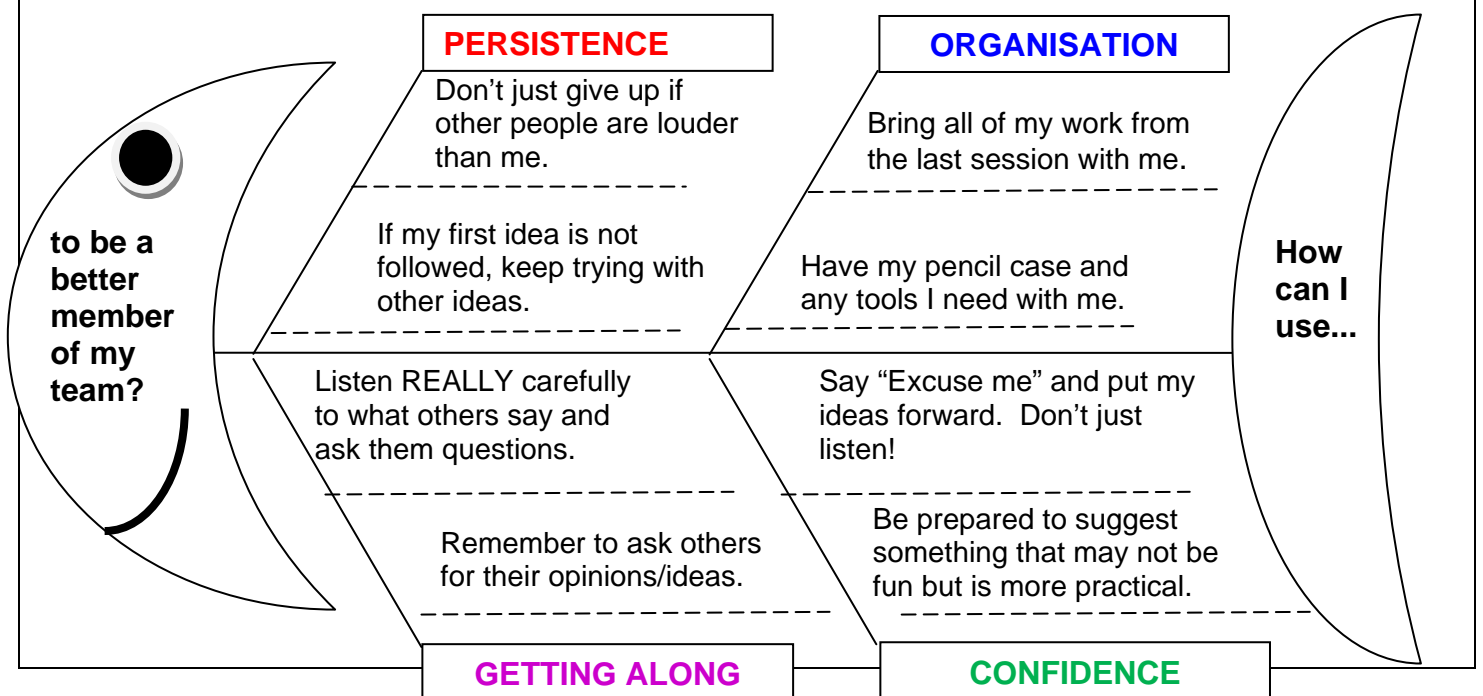 PERSISTENCE
Don’t just give up if
other people are louder
than me.
If my first idea is not
followed, keep trying with
other ideas.
ORGANISATION
Bring all of my work from
the last session with me.
Have my pencil case and
any tools I need with me.
to be a
better
member
of my
team?
How
can I
use...
Listen REALLY carefully
to what others say and
ask them questions.
Remember to ask others
for their opinions/ideas.
GETTING ALONG
Say “Excuse me” and put my
ideas forward.  Don’t just
listen!
Be prepared to suggest
something that may not be
fun but is more practical.
CONFIDENCE